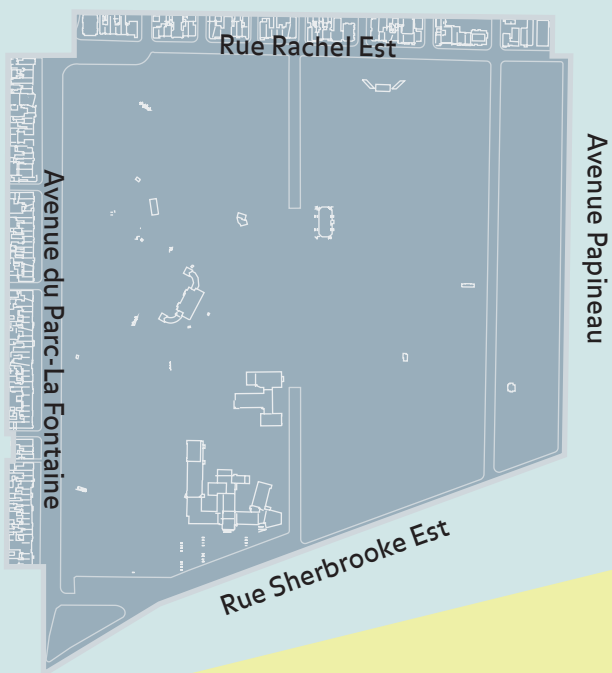 Rue Rachel Est
Avenue du Parc-La Fontaine
Avenue Papineau
Rue Sherbrooke Est